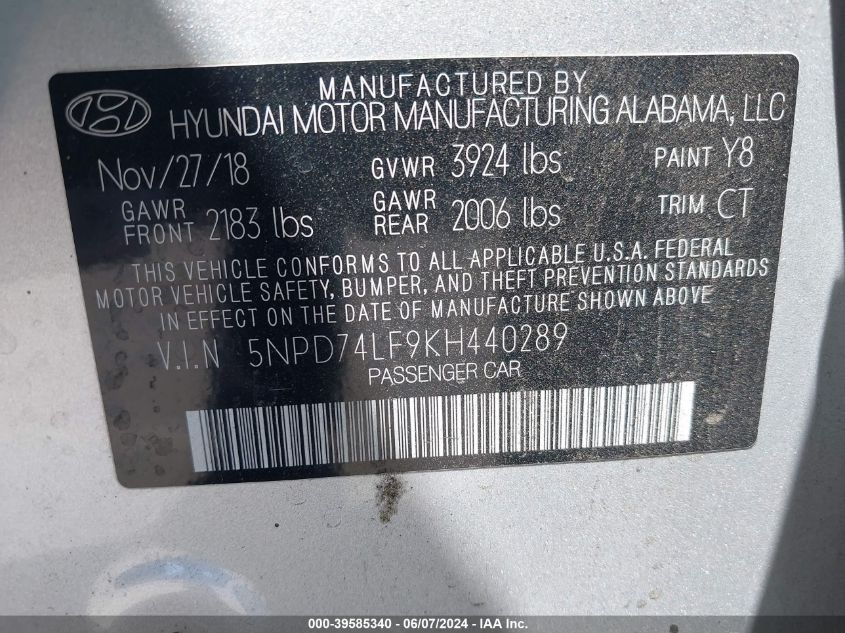 MANUFACTURED BY
HYUNDAI MOTOR MANUFACTURING ALABAMA, LLC
Nov/27/18 GVWR 3924 lbs PAINT Y8
GAWR FRONT 2183 lbs GAWR REAR 2006 lbs TRIM CT
THIS VEHICLE CONFORMS TO ALL APPLICABLE U.S.A. FEDERAL
MOTOR VEHICLE SAFETY, BUMPER, AND THEFT PREVENTION STANDARDS
IN EFFECT ON THE DATE OF MANUFACTURE SHOWN ABOVE
V.I.N 5NPD74LF9KH440289
PASSENGER CAR
000-39585340 - 06/07/2024 - IAA Inc.